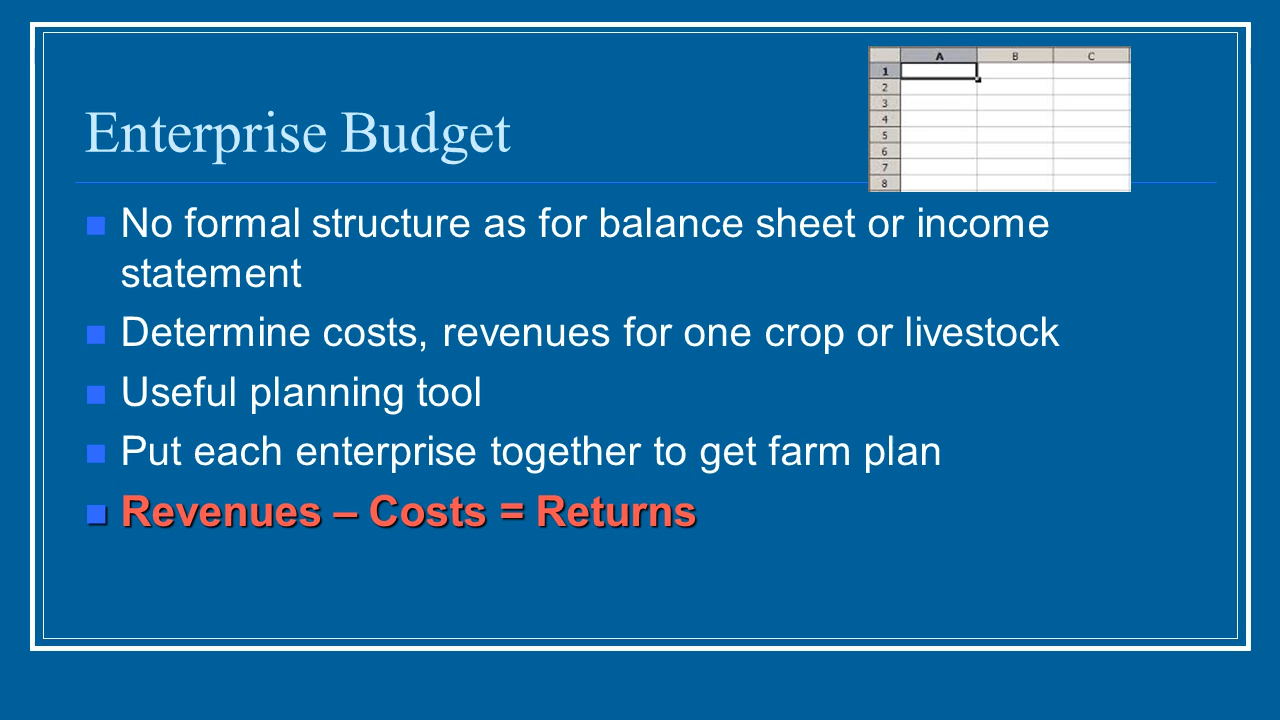 A B C
1
2
3
4
5
6
7
8
Enterprise Budget
No formal structure as for balance sheet or income
statement
Determine costs, revenues for one crop or livestock
Useful planning tool
Put each enterprise together to get farm plan
Revenues – Costs = Returns